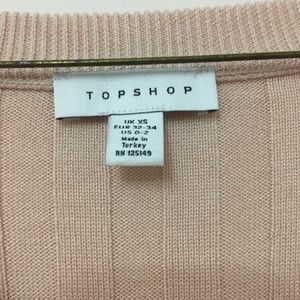 TOPSHOP
UK XS
EUR 32-34
US 0-2
Made in
Turkey
RN 125149